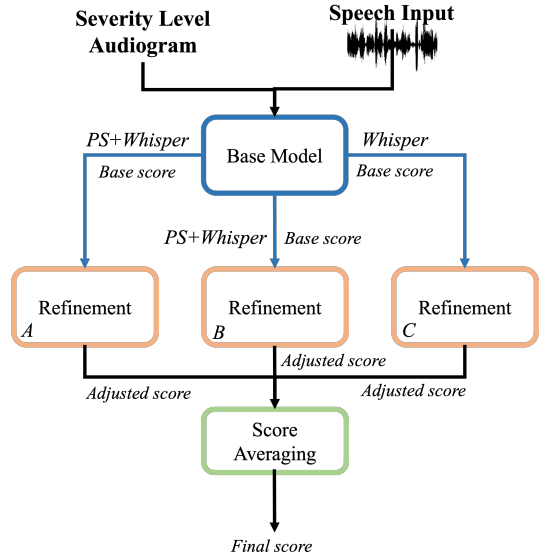 Severity Level
Audiogram
Speech Input
PS+Whisper
Base score
Base Model
Whisper
Base score
PS+Whisper
Base score
Refinement
A
Refinement
B
Refinement
C
Adjusted score
Adjusted score
Adjusted score
Score
Averaging
Final score